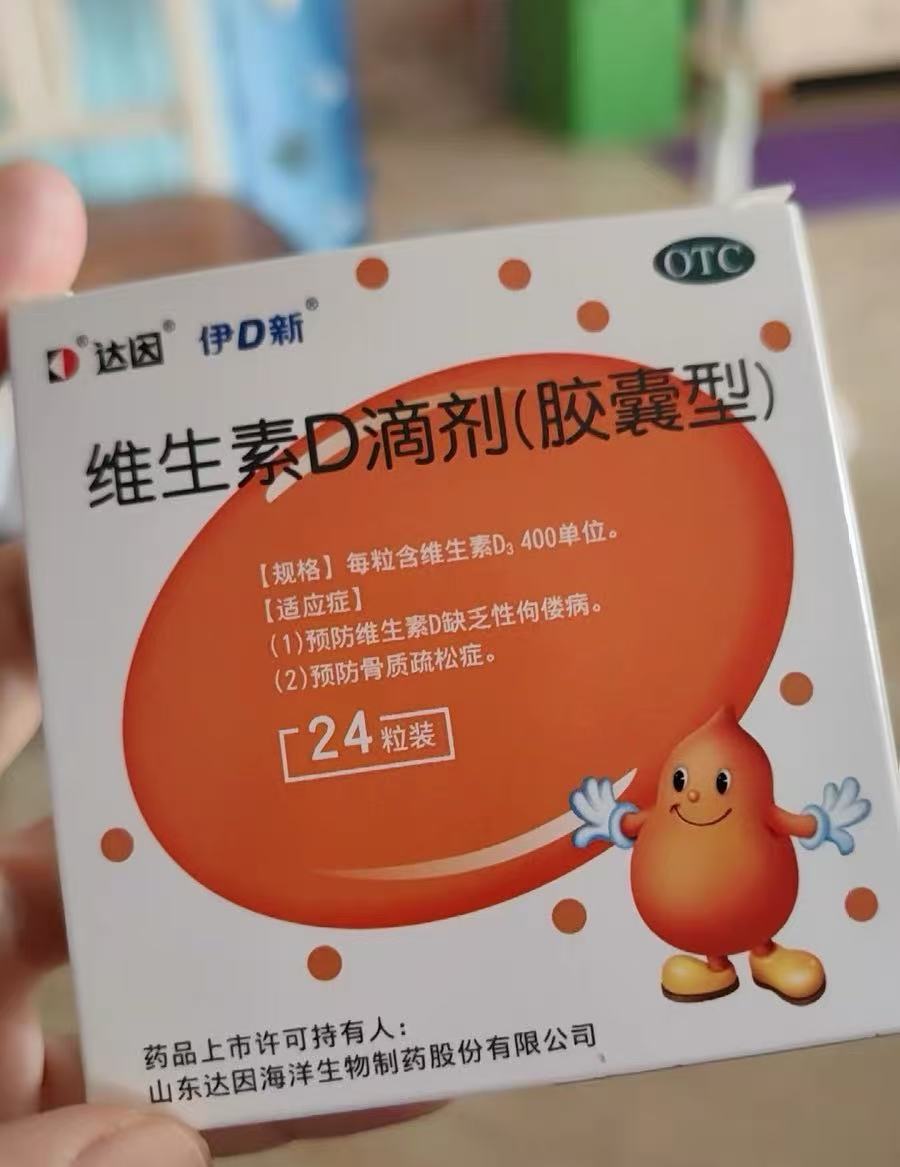 OTC
达因® 伊D新®
维生素D滴剂(胶囊型)
【规格】每粒含维生素D₃ 400单位。
【适应症】
(1)预防维生素D缺乏性佝偻病。
(2)预防骨质疏松症。
24粒装
药品上市许可持有人：
山东达因海洋生物制药股份有限公司